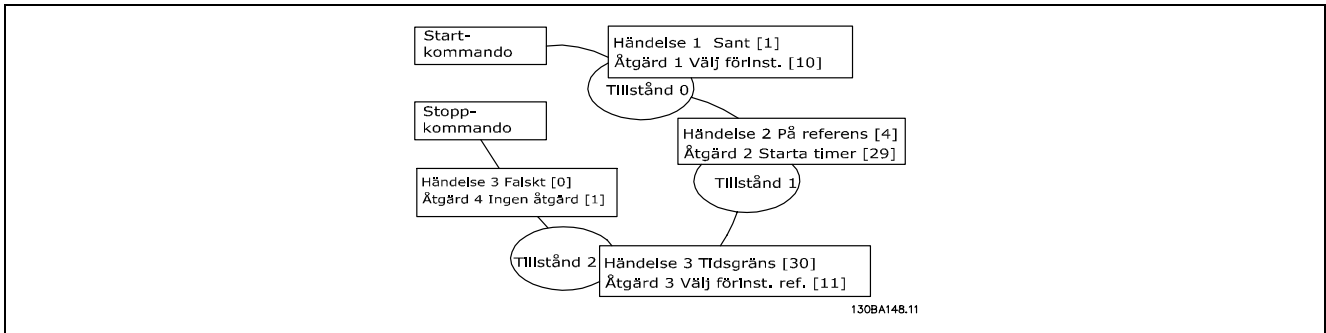 Start-
kommando
Händelse 1 Sant [1]
Åtgärd 1 Välj förinst. [10]
Tillstånd 0
Stopp-
kommando
Händelse 2 På referens [4]
Åtgärd 2 Starta timer [29]
Tillstånd 1
Händelse 3 Falskt [0]
Åtgärd 4 Ingen åtgärd [1]
Tillstånd 2
Händelse 3 Tidsgräns [30]
Åtgärd 3 Välj förinst. ref. [11]
130BA148.11